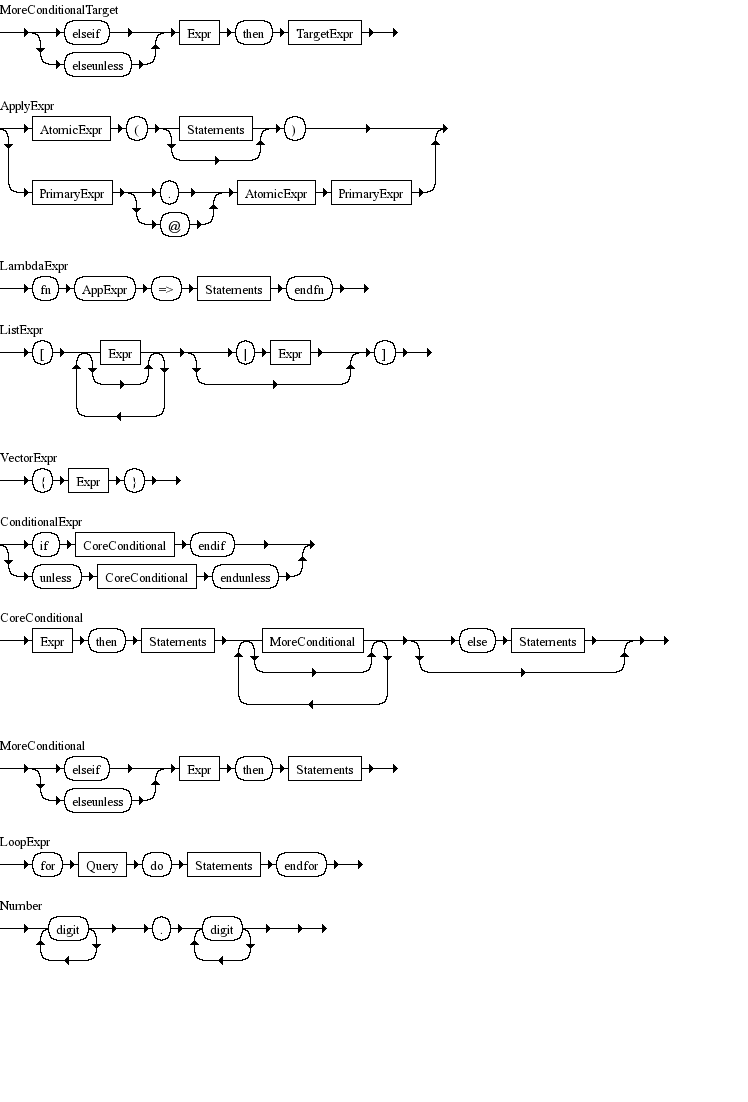 MoreConditionalTarget
elseif Expr then TargetExpr
elseunless
ApplyExpr
AtomicExpr ( Statements )
PrimaryExpr . AtomicExpr PrimaryExpr
@
LambdaExpr
fn AppExpr => Statements endfn
ListExpr
[ Expr | Expr ]
VectorExpr
{ Expr }
ConditionalExpr
if CoreConditional endif
unless CoreConditional endunless
CoreConditional
Expr then Statements MoreConditional else Statements
MoreConditional
elseif Expr then Statements
elseunless
LoopExpr
for Query do Statements endfor
Number
digit . digit